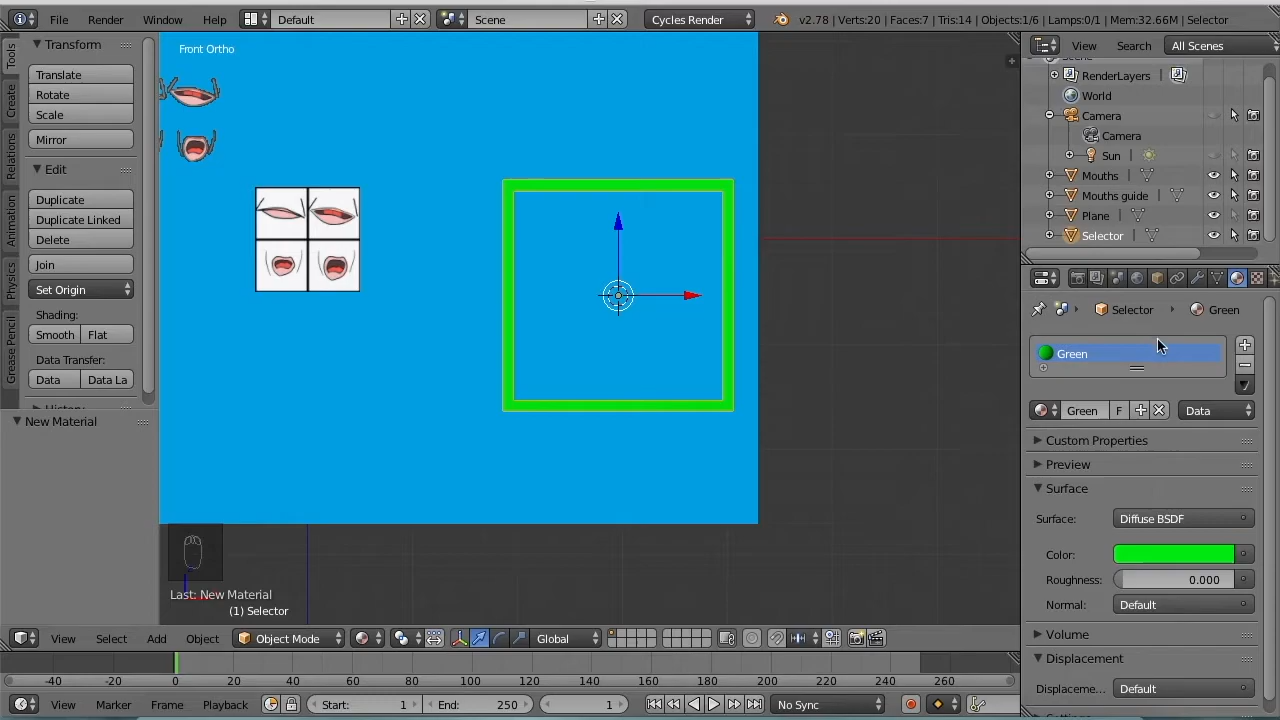 File Render Window Help Default Scene Cycles Render v2.78 | Verts:20 | Faces:7 | Tris:14 | Objects:1/6 | Lamps:0/1 | Mem:32.66M | Selector
Tools
Create
Relations
Animation
Physics
Grease Pencil
Transform
Translate
Rotate
Scale
Mirror
Edit
Duplicate
Duplicate Linked
Delete
Join
Set Origin
Shading:
Smooth Flat
Data Transfer:
Data Data La
New Material
Front Ortho
Last: New Material
(1) Selector
View Select Add Object Object Mode Global
-40 -20 0 20 40 60 80 100 120 140 160 180 200 220 240 260
View Marker Frame Playback Start: 1 End: 250 1 No Sync
View Search All Scenes
RenderLayers
World
Camera
Camera
Sun
Mouths
Mouths guide
Plane
Selector
Selector Green
Green
Green F Data
Custom Properties
Preview
Surface
Surface: Diffuse BSDF
Color:
Roughness: 0.000
Normal: Default
Volume
Displacement
Displaceme... Default